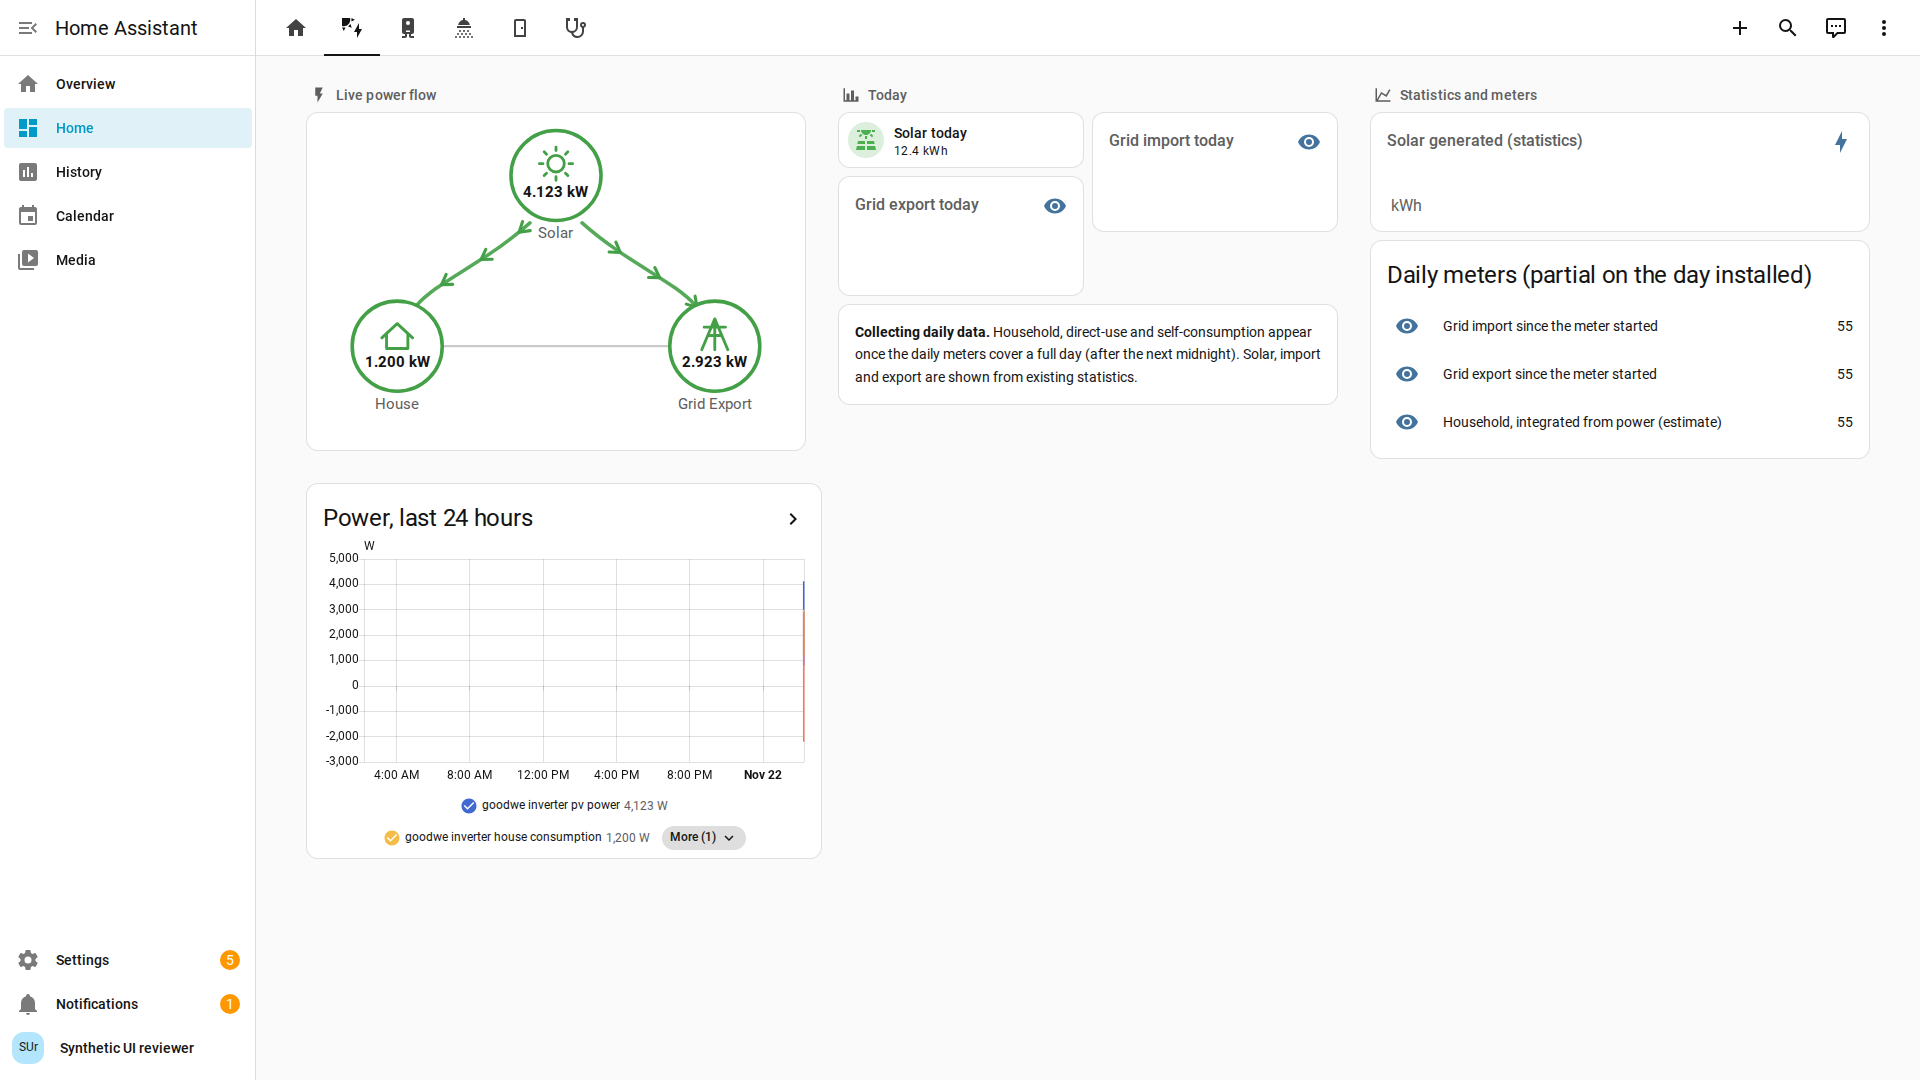 Home Assistant
Overview
Home
History
Calendar
Media
Settings 5
Notifications 1
SUr Synthetic UI reviewer
Live power flow
4.123 kW
Solar
1.200 kW
House
2.923 kW
Grid Export
Today
Solar today
12.4 kWh
Grid import today
Grid export today
Collecting daily data. Household, direct-use and self-consumption appear
once the daily meters cover a full day (after the next midnight). Solar, import
and export are shown from existing statistics.
Statistics and meters
Solar generated (statistics)
kWh
Daily meters (partial on the day installed)
Grid import since the meter started 55
Grid export since the meter started 55
Household, integrated from power (estimate) 55
Power, last 24 hours
W
5,000
4,000
3,000
2,000
1,000
0
-1,000
-2,000
-3,000
4:00 AM 8:00 AM 12:00 PM 4:00 PM 8:00 PM Nov 22
goodwe inverter pv power 4,123 W
goodwe inverter house consumption 1,200 W More (1)